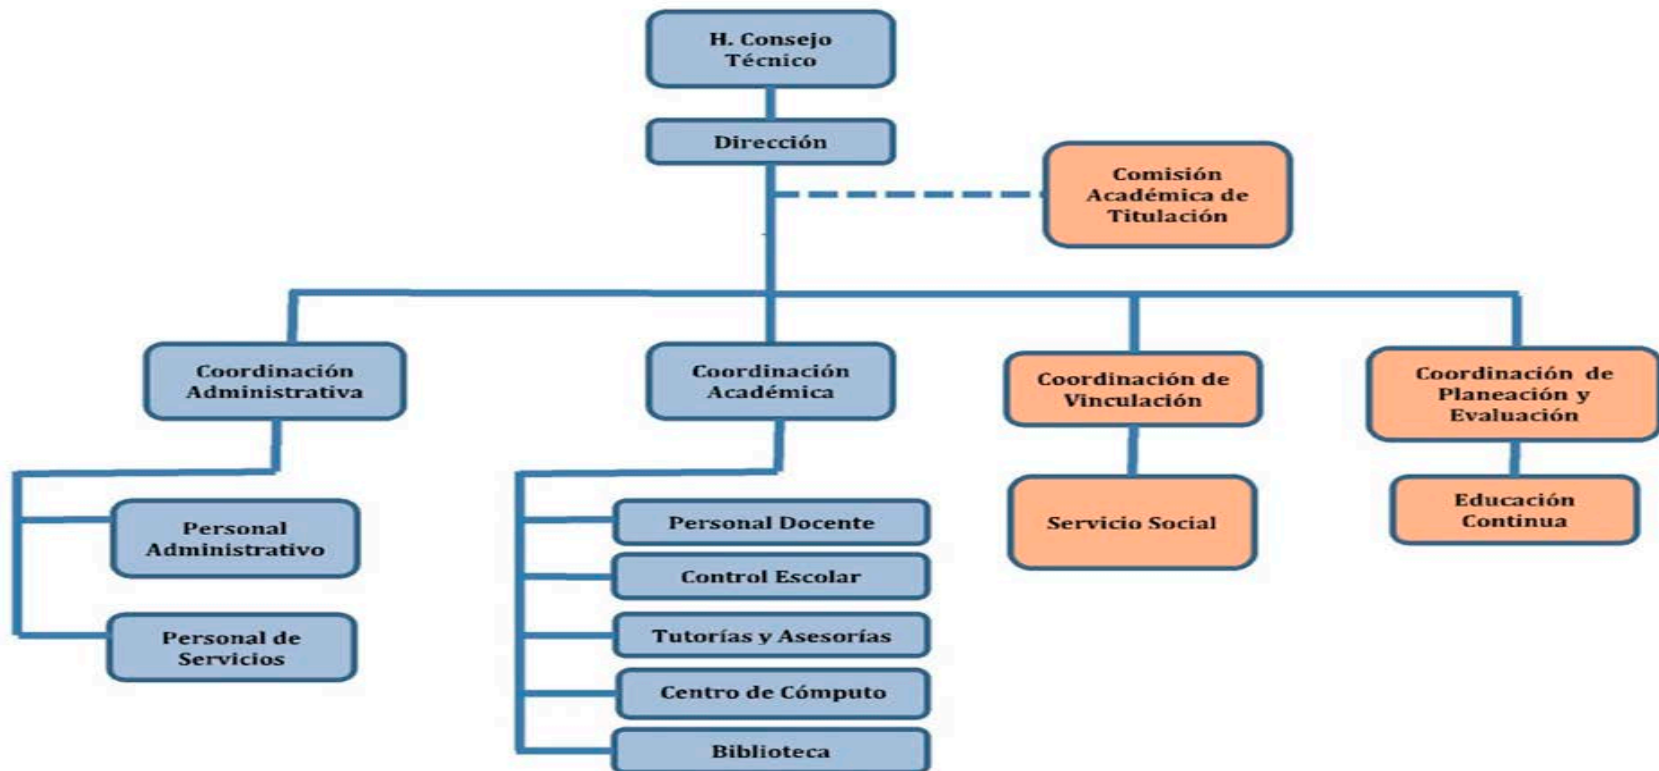 H. Consejo
Técnico
Dirección
Comisión
Académica de
Titulación
Coordinación
Administrativa
Coordinación
Académica
Coordinación de
Vinculación
Coordinación de
Planeación y
Evaluación
Personal
Administrativo
Personal de
Servicios
Personal Docente
Control Escolar
Tutorías y Asesorías
Centro de Cómputo
Biblioteca
Servicio Social
Educación
Continua